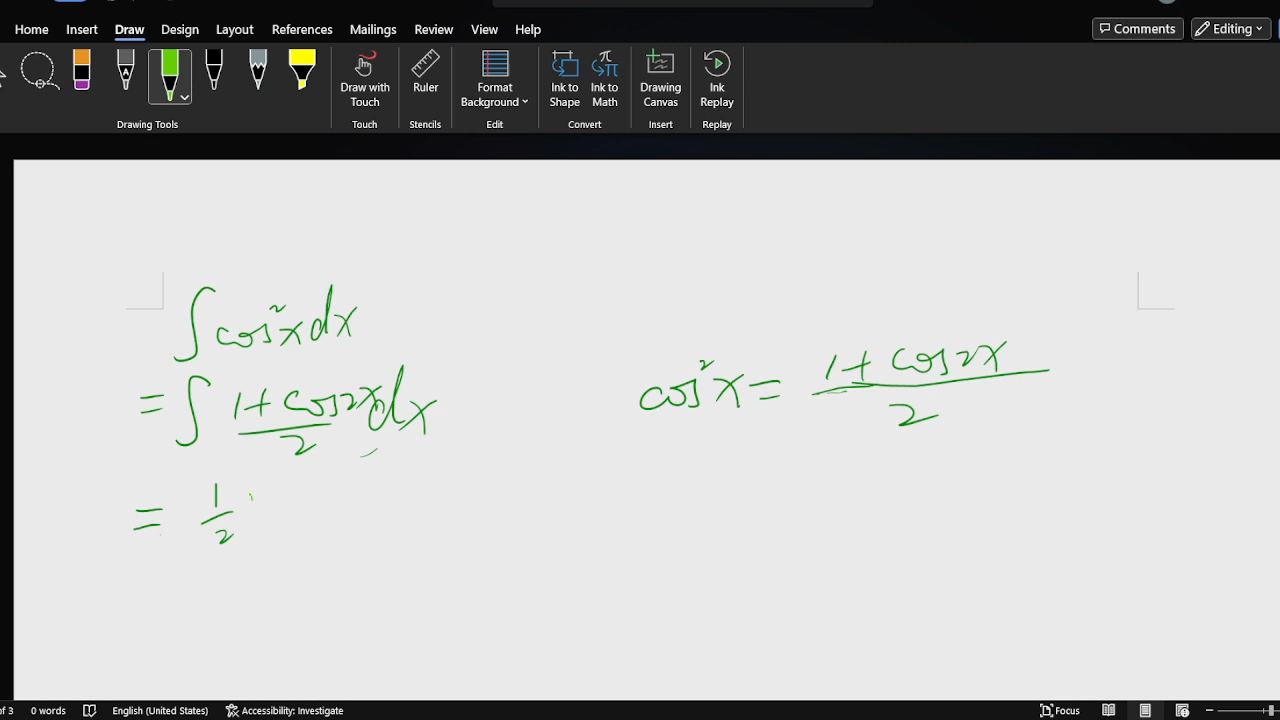 Home Insert Draw Design Layout References Mailings Review View Help Comments Editing
Draw with Touch
Ruler
Format Background
Ink to Shape
Ink to Math
Drawing Canvas
Ink Replay
Drawing Tools Touch Stencils Edit Convert Insert Replay
∫cos²x dx
= ∫ (1 + cos2x)/2 dx
= 1/2
cos²x = (1 + cos2x)/2
of 3 0 words English (United States) Accessibility: Investigate Focus